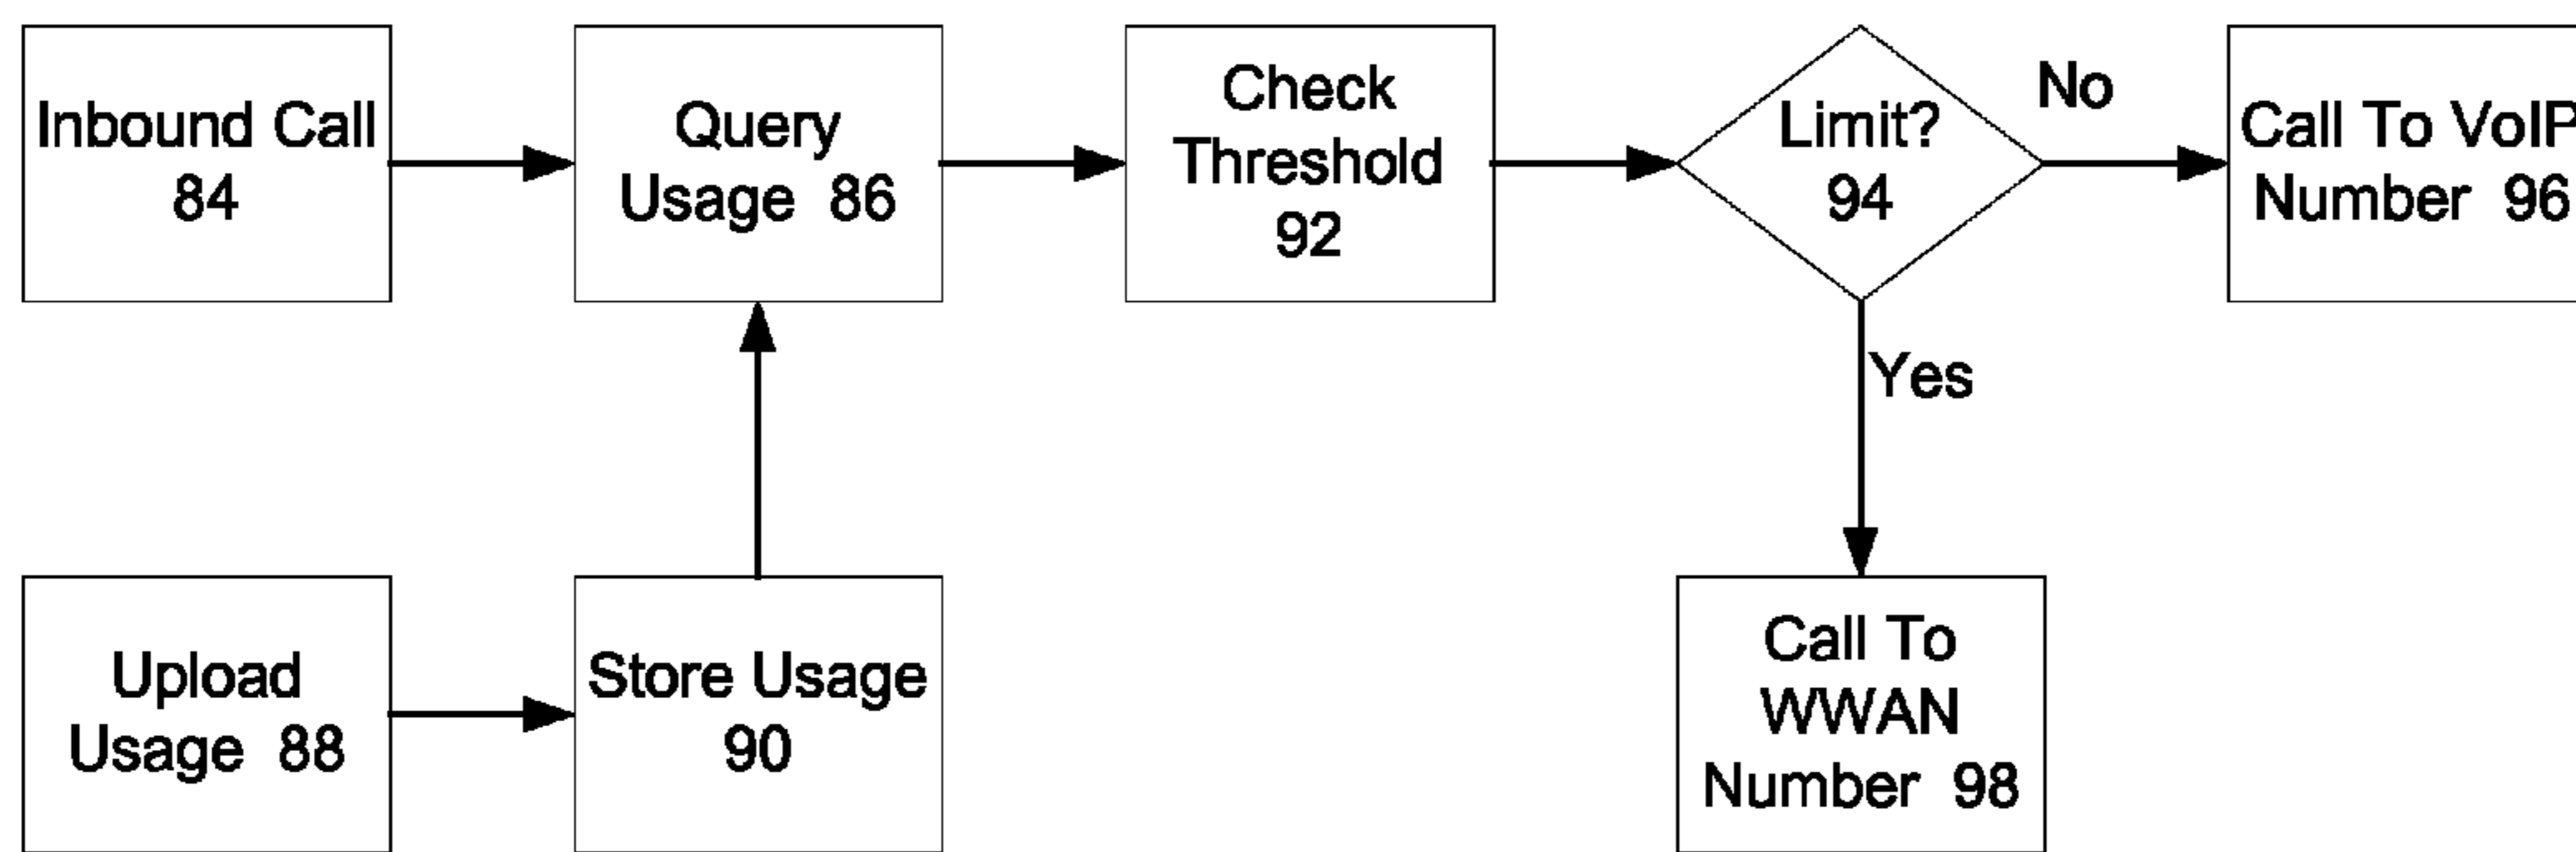 Inbound Call
84
Query
Usage 86
Check
Threshold
92
Limit?
94
No
Call To VoIP
Number 96
Yes
Upload
Usage 88
Store Usage
90
Call To
WWAN
Number 98